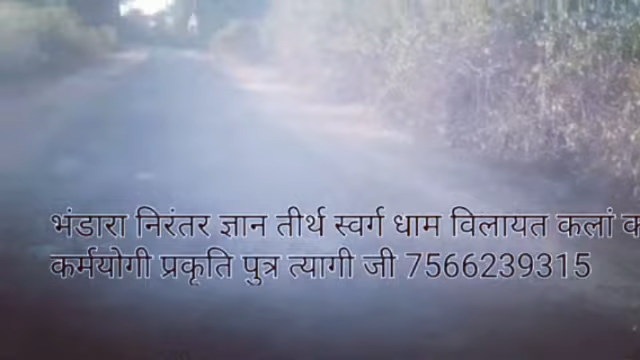 भंडारा निरंतर ज्ञान तीर्थ स्वर्ग धाम विलायत कलां
कर्मयोगी प्रकृति पुत्र त्यागी जी 7566239315